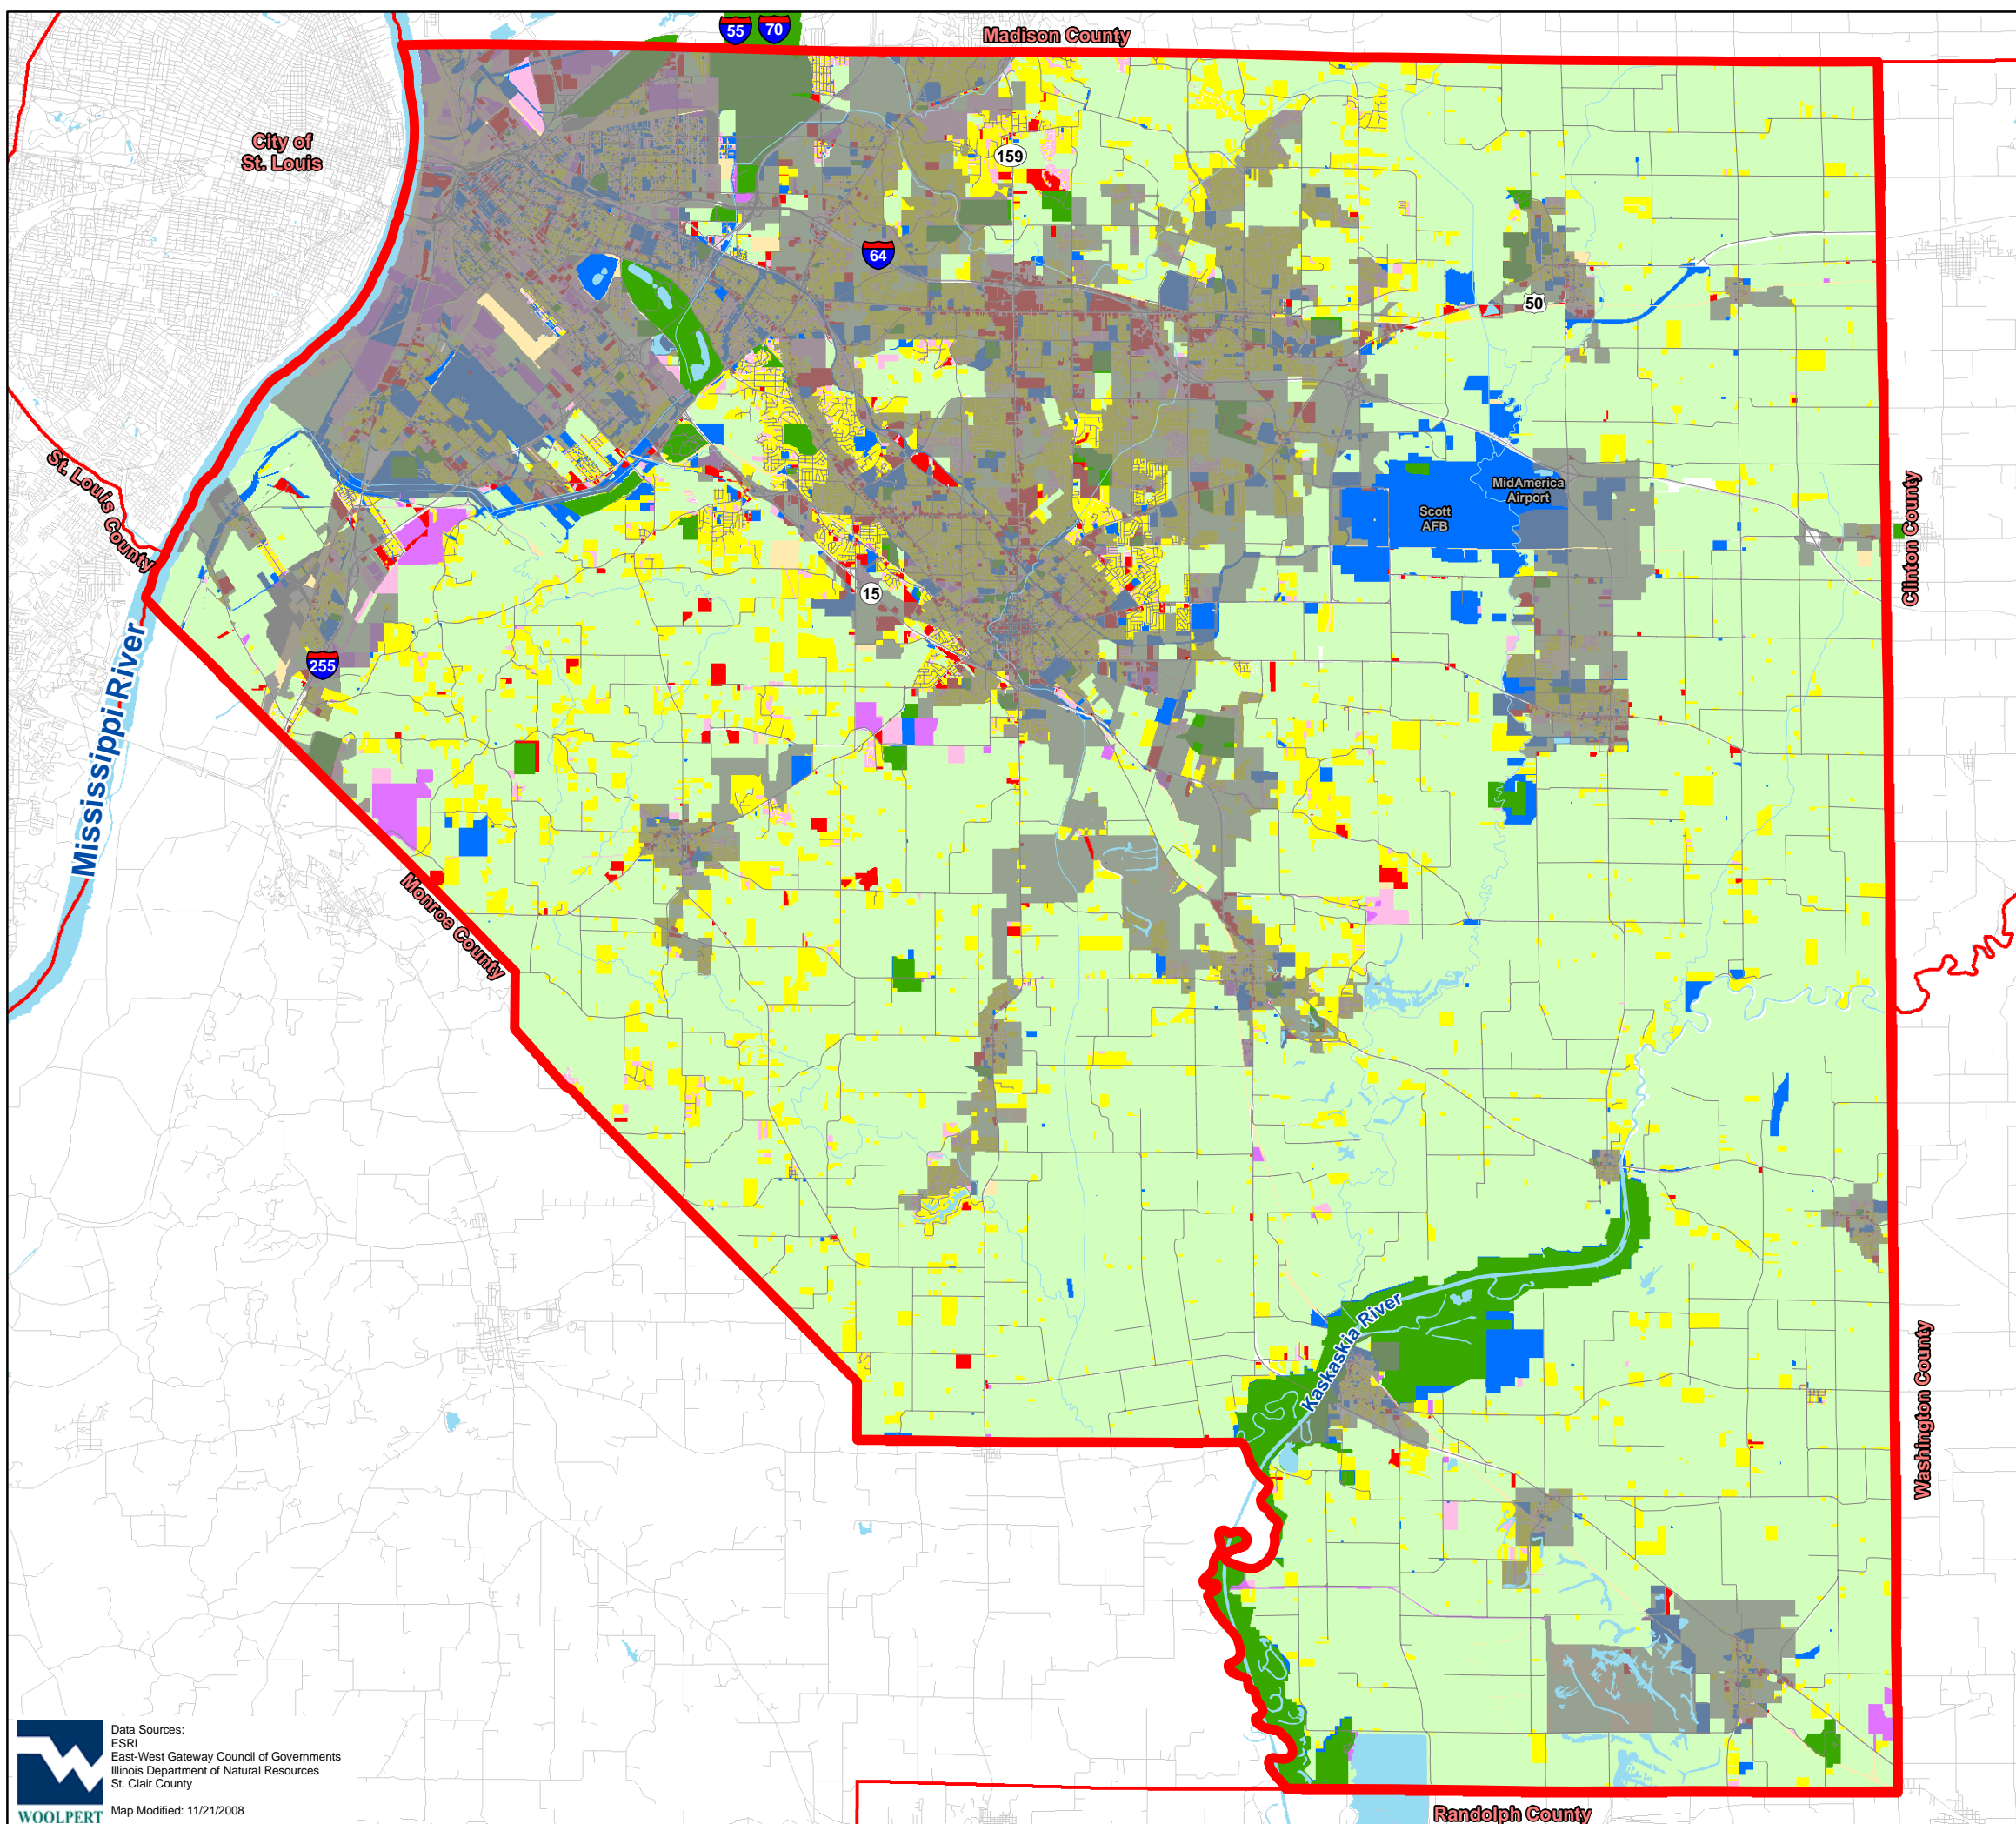 55
70
Madison County
City of
St. Louis
159
64
50
St. Louis County
MidAmerica
Airport
Scott
AFB
Clinton County
15
255
Mississippi River
Monroe County
Kaskaskia River
Washington County
Data Sources:
ESRI
East-West Gateway Council of Governments
Illinois Department of Natural Resources
St. Clair County
Map Modified: 11/21/2008
WOOLPERT
Randolph County